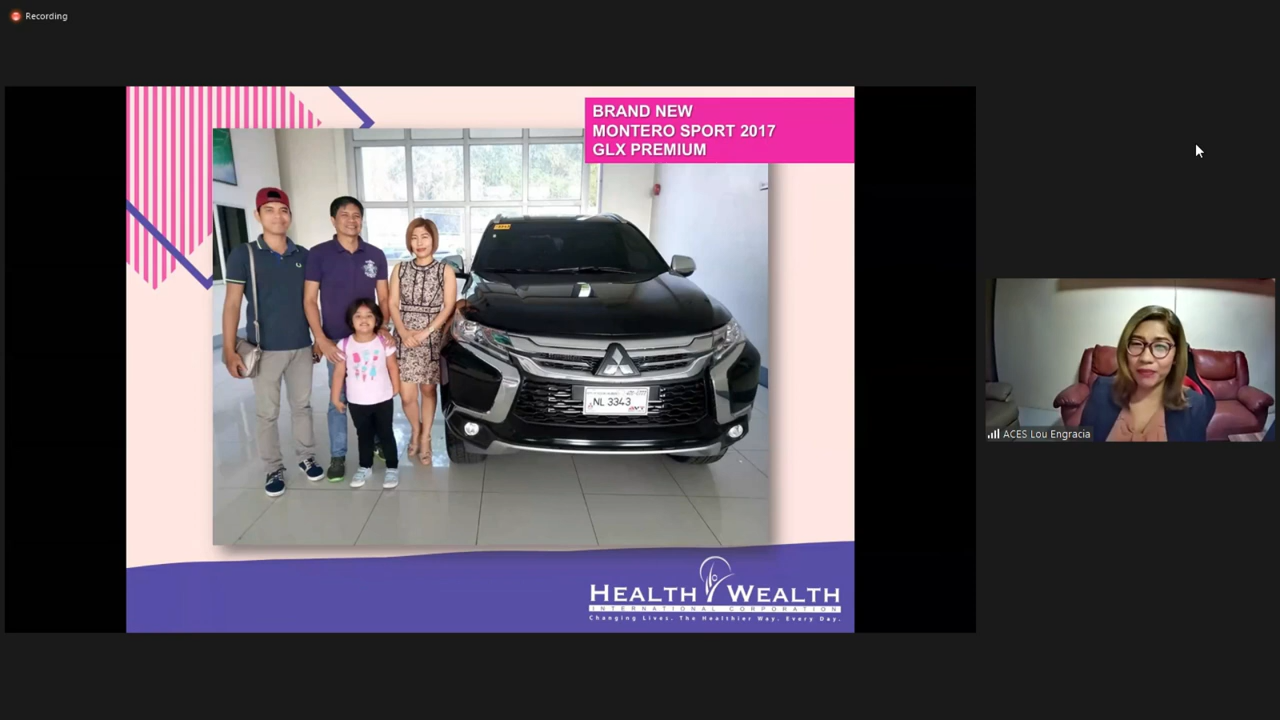 Recording
BRAND NEW
MONTERO SPORT 2017
GLX PREMIUM
NL 3343
HEALTH WEALTH
INTERNATIONAL CORPORATION
Changing Lives. The Healthier Way. Every Day.
ACES Lou Engracia